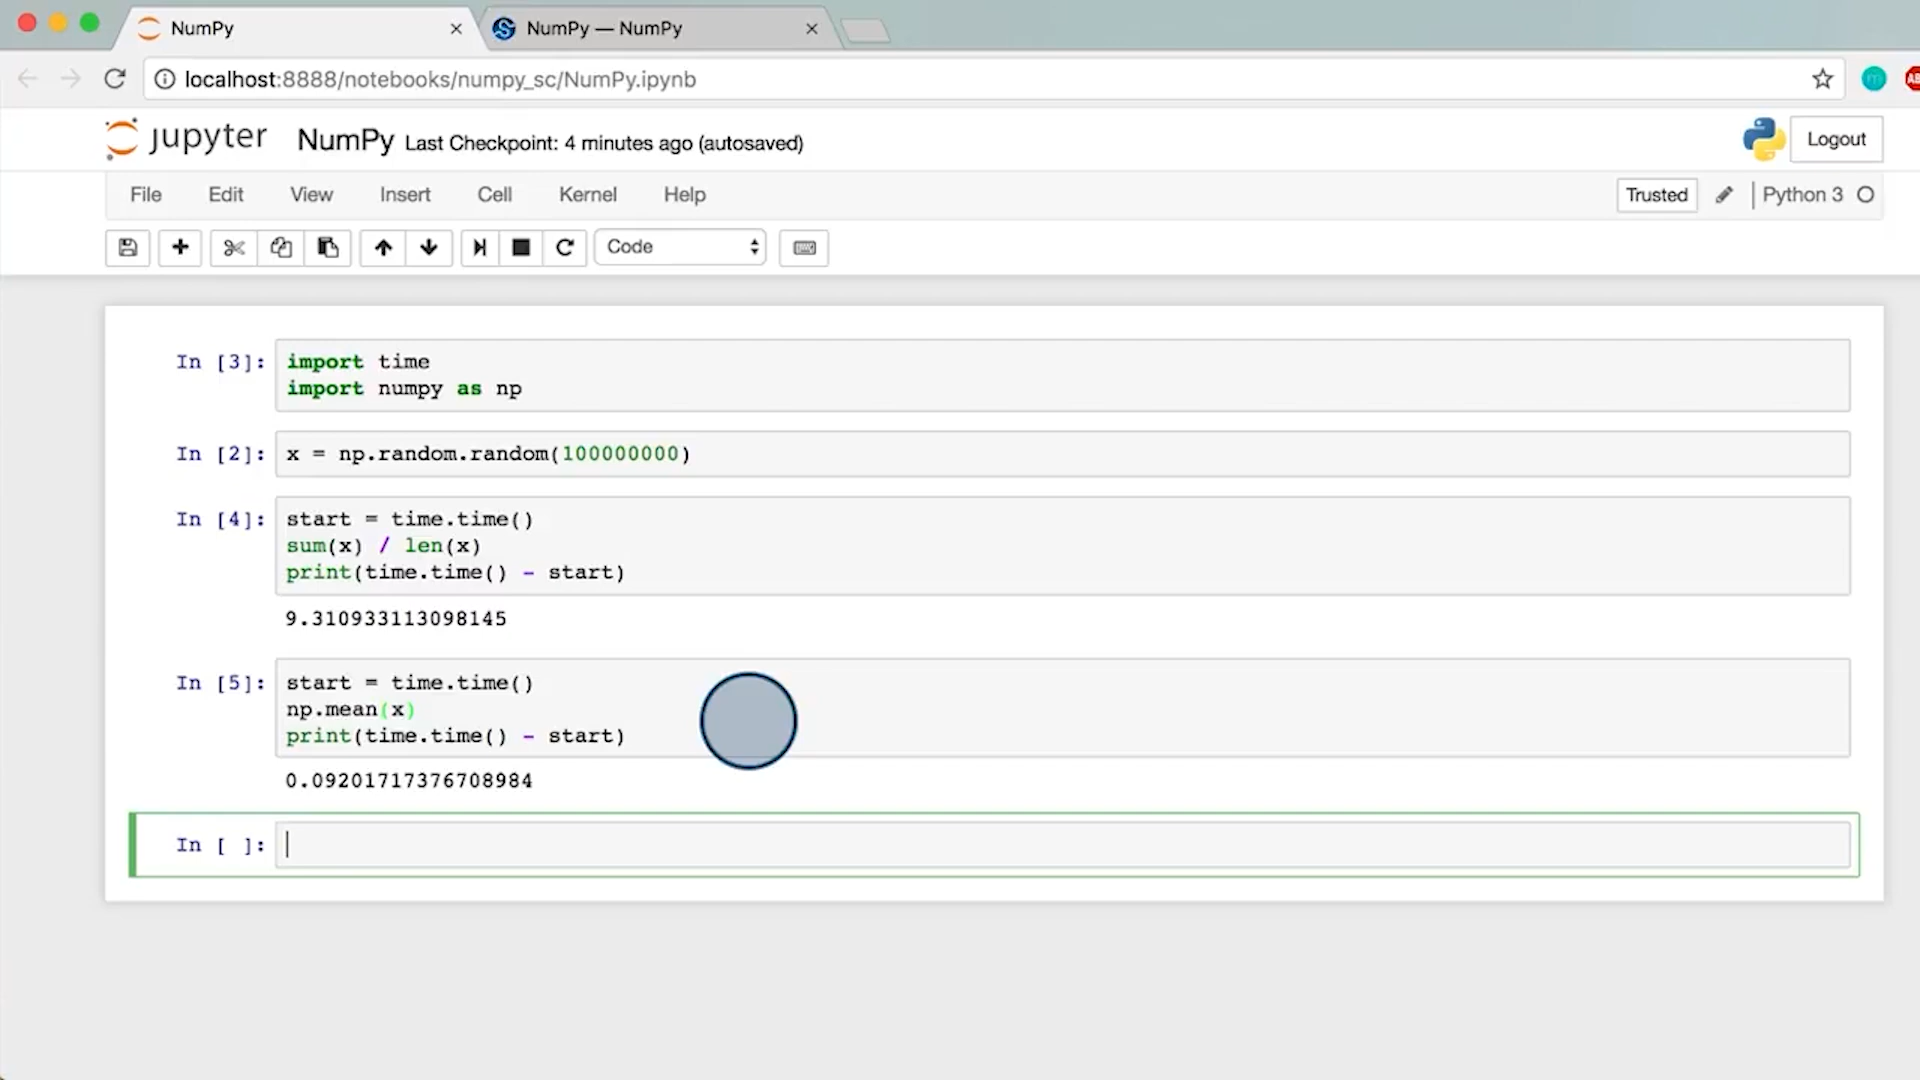 NumPy
NumPy — NumPy
localhost:8888/notebooks/numpy_sc/NumPy.ipynb
jupyter NumPy Last Checkpoint: 4 minutes ago (autosaved) Logout
File Edit View Insert Cell Kernel Help Trusted Python 3
Code
In [3]: import time
import numpy as np
In [2]: x = np.random.random(100000000)
In [4]: start = time.time()
sum(x) / len(x)
print(time.time() - start)
9.310933113098145
In [5]: start = time.time()
np.mean(x)
print(time.time() - start)
0.09201717376708984
In [ ]: